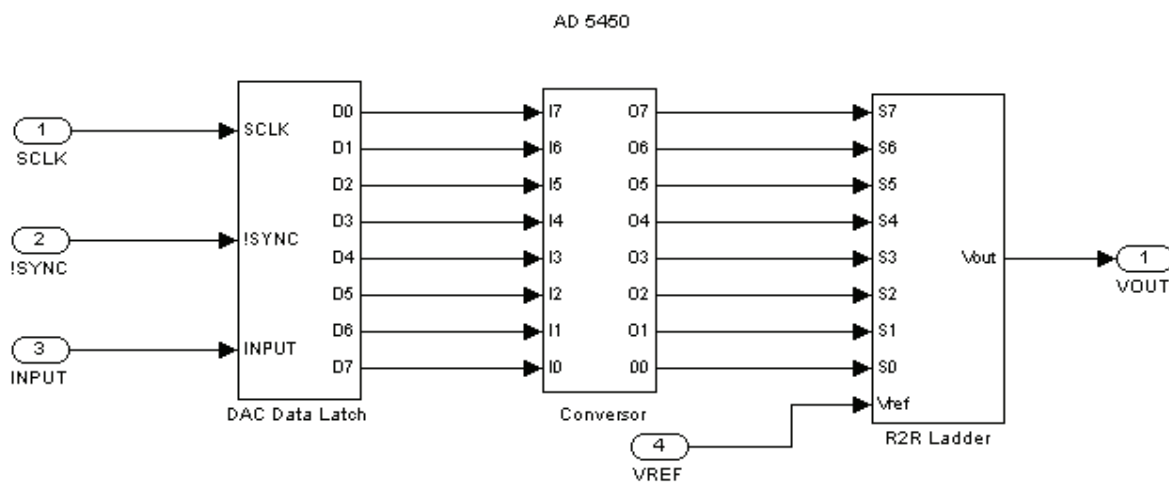 AD 5450
1
SCLK
2
!SYNC
3
INPUT
SCLK
!SYNC
INPUT
D0
D1
D2
D3
D4
D5
D6
D7
DAC Data Latch
I7
I6
I5
I4
I3
I2
I1
I0
O7
O6
O5
O4
O3
O2
O1
00
Conversor
4
VREF
S7
S6
S5
S4
S3
S2
S1
S0
Vref
Vout
R2R Ladder
1
VOUT